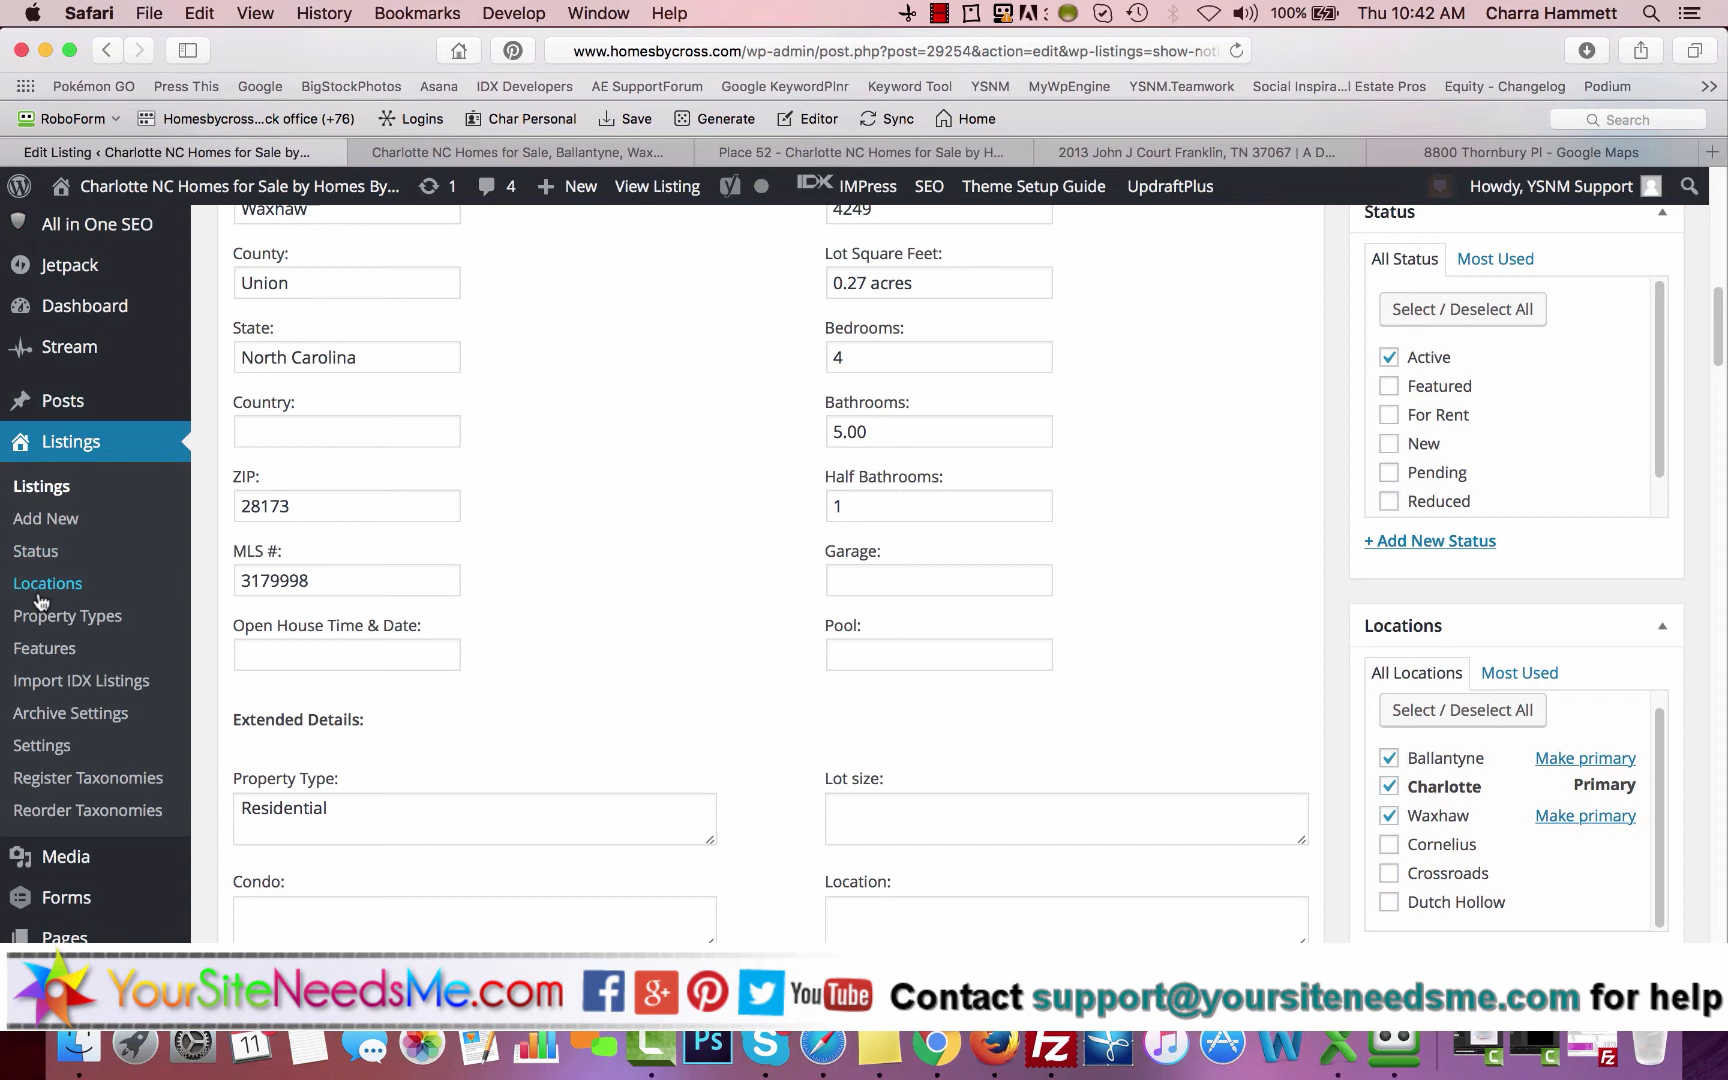 Safari File Edit View History Bookmarks Develop Window Help 100% Thu 10:42 AM Charra Hammett
www.homesbycross.com/wp-admin/post.php?post=29254&action=edit&wp-listings=show-noti
Pokémon GO Press This Google BigStockPhotos Asana IDX Developers AE SupportForum Google KeywordPlnr Keyword Tool YSNM MyWpEngine YSNM.Teamwork Social Inspira...l Estate Pros Equity - Changelog Podium
RoboForm Homesbycross...ck office (+76) Logins Char Personal Save Generate Editor Sync Home Search
Edit Listing ‹ Charlotte NC Homes for Sale by... Charlotte NC Homes for Sale, Ballantyne, Wax... Place 52 - Charlotte NC Homes for Sale by H... 2013 John J Court Franklin, TN 37067 | A D... 8800 Thornbury Pl - Google Maps
Charlotte NC Homes for Sale by Homes By... 1 4 New View Listing IDX IMPress SEO Theme Setup Guide UpdraftPlus Howdy, YSNM Support
All in One SEO
Jetpack
Dashboard
Stream
Posts
Listings
Listings
Add New
Status
Locations
Property Types
Features
Import IDX Listings
Archive Settings
Settings
Register Taxonomies
Reorder Taxonomies
Media
Forms
Pages
Waxhaw
County:
Union
State:
North Carolina
Country:
ZIP:
28173
MLS #:
3179998
Open House Time & Date:
4249
Lot Square Feet:
0.27 acres
Bedrooms:
4
Bathrooms:
5.00
Half Bathrooms:
1
Garage:
Pool:
Extended Details:
Property Type:
Residential
Lot size:
Condo:
Location:
Status
All Status Most Used
Select / Deselect All
Active
Featured
For Rent
New
Pending
Reduced
+ Add New Status
Locations
All Locations Most Used
Select / Deselect All
Ballantyne Make primary
Charlotte Primary
Waxhaw Make primary
Cornelius
Crossroads
Dutch Hollow
YourSiteNeedsMe.com g+ YouTube Contact support@yoursiteneedsme.com for help
11 Ps Fz